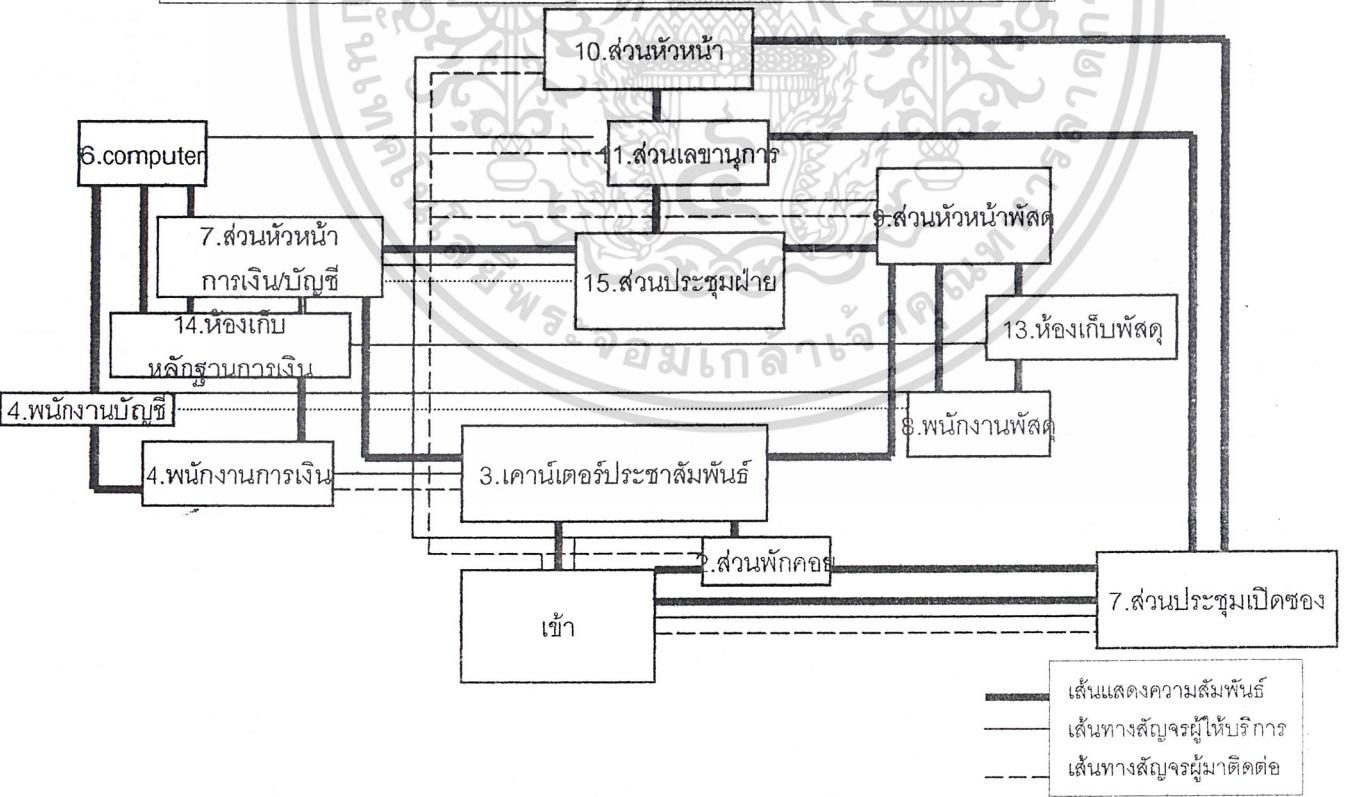 10.ส่วนหัวหน้า
6.computer
11.ส่วนเลขานุการ
9.ส่วนหัวหน้าพัสดุ
7.ส่วนหัวหน้า
การเงิน/บัญชี
15.ส่วนประชุมฝ่าย
14.ห้องเก็บ
หลักฐานการเงิน
13.ห้องเก็บพัสดุ
4.พนักงานบัญชี
8.พนักงานพัสดุ
4.พนักงานการเงิน
3.เคาน์เตอร์ประชาสัมพันธ์
2.ส่วนพักคอย
เข้า
7.ส่วนประชุมเปิดซอง
เส้นแสดงความสัมพันธ์
เส้นทางสัญจรผู้ให้บริการ
เส้นทางสัญจรผู้มาติดต่อ